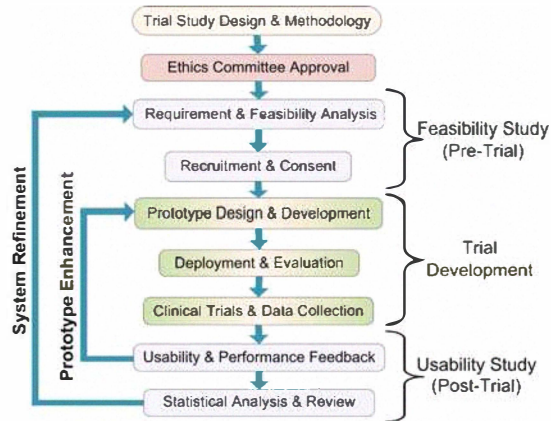 Trial Study Design & Methodology
Ethics Committee Approval
Requirement & Feasibility Analysis
Recruitment & Consent
Feasibility Study
(Pre-Trial)
Prototype Design & Development
Deployment & Evaluation
Clinical Trials & Data Collection
Trial
Development
Usability & Performance Feedback
Statistical Analysis & Review
Usability Study
(Post-Trial)
System Refinement
Prototype Enhancement